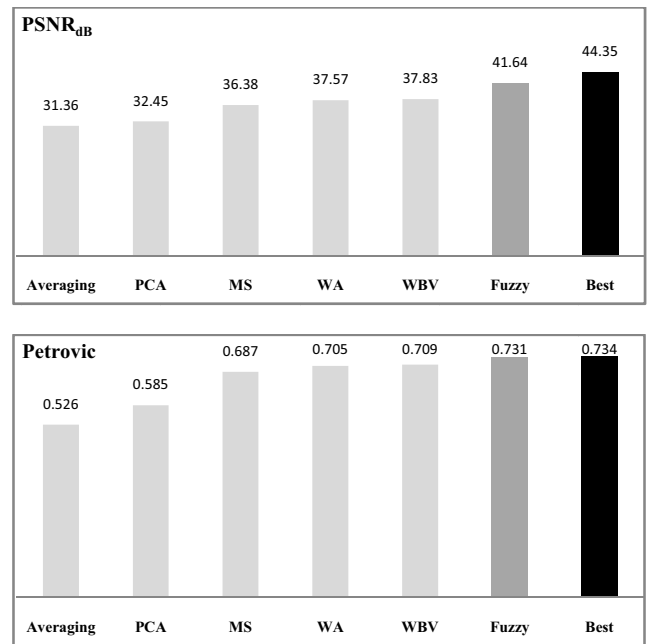 PSNRdB
31.36 32.45 36.38 37.57 37.83 41.64 44.35
Averaging PCA MS WA WBV Fuzzy Best
Petrovic
0.526 0.585 0.687 0.705 0.709 0.731 0.734
Averaging PCA MS WA WBV Fuzzy Best